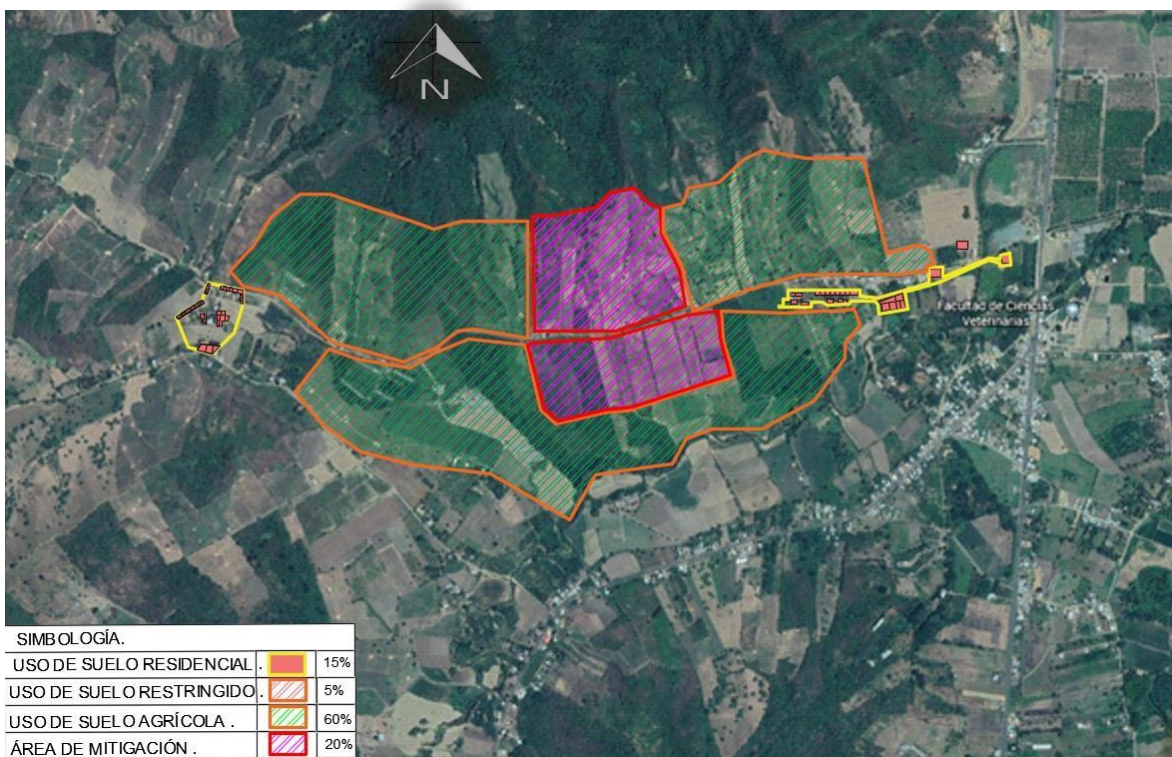 N
Facultad de Ciencias
Veterinarias
SIMBOLOGÍA.
USO DE SUELO RESIDENCIAL. 15%
USO DE SUELO RESTRINGIDO. 5%
USO DE SUELO AGRÍCOLA. 60%
ÁREA DE MITIGACIÓN. 20%